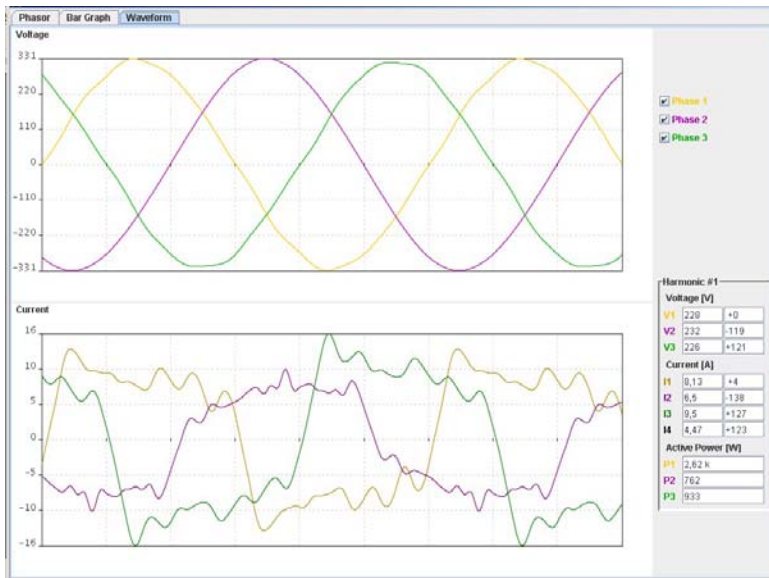 Phasor Bar Graph Waveform
Voltage
331
220
110
0
-110
-220
-331
Phase 1
Phase 2
Phase 3
Current
16
10
5
0
-5
-10
-16
Harmonic #1
Voltage [V]
V1 228 +0
V2 232 -119
V3 226 +121
Current [A]
I1 8,13 +4
I2 6,5 -138
I3 9,5 +127
I4 4,47 +123
Active Power [W]
P1 2,62 k
P2 762
P3 933